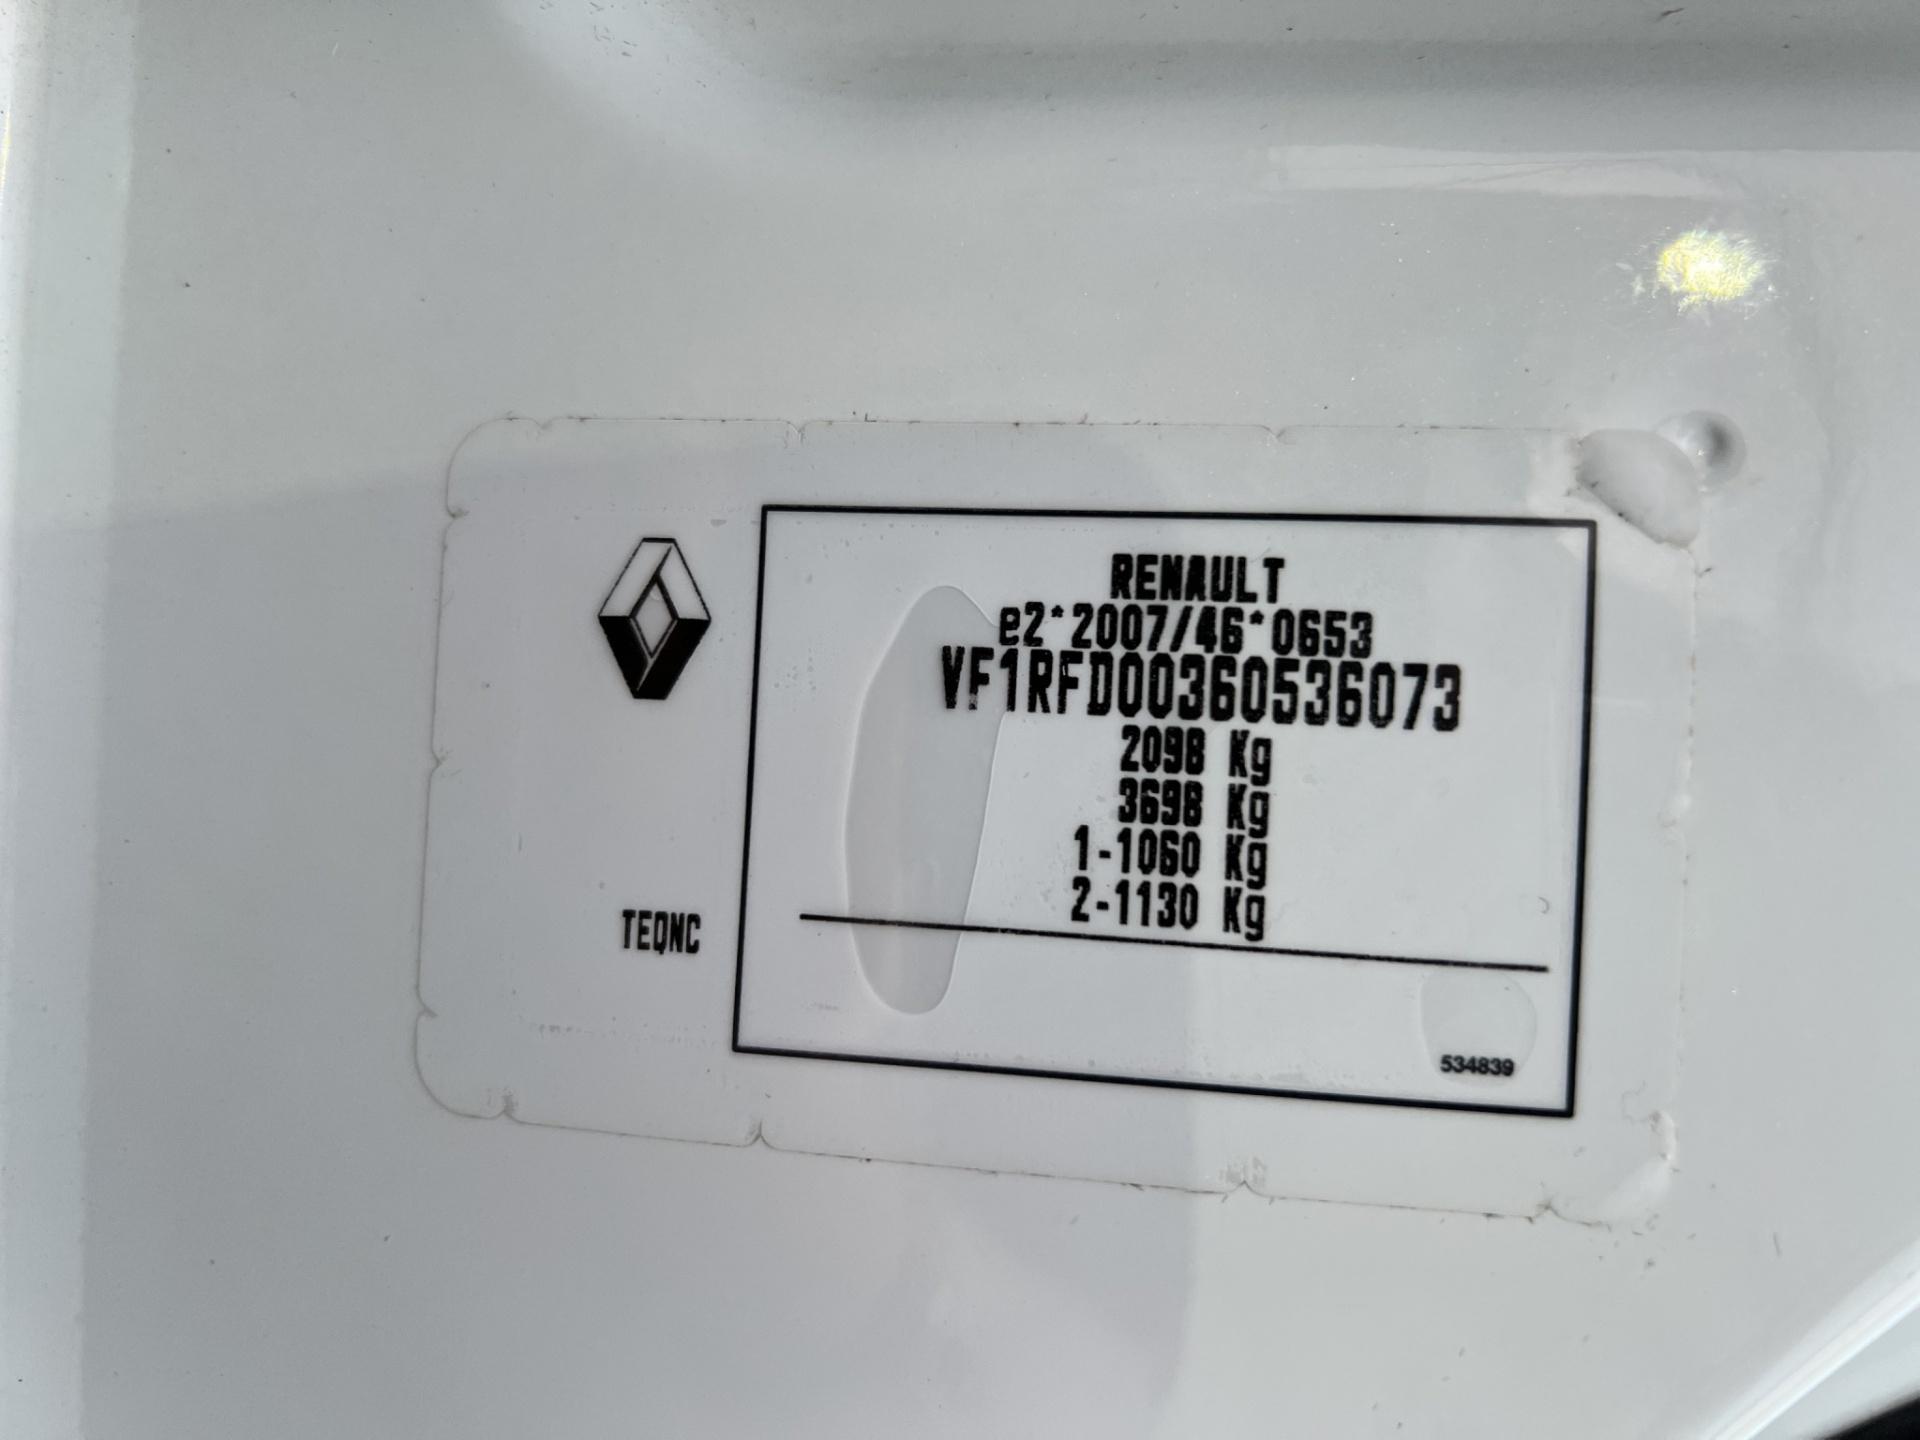 RENAULT
e2*2007/46*0653
VF1RFD00360536073
2098 Kg
3698 Kg
1-1060 Kg
2-1130 Kg
TEQNC
534839